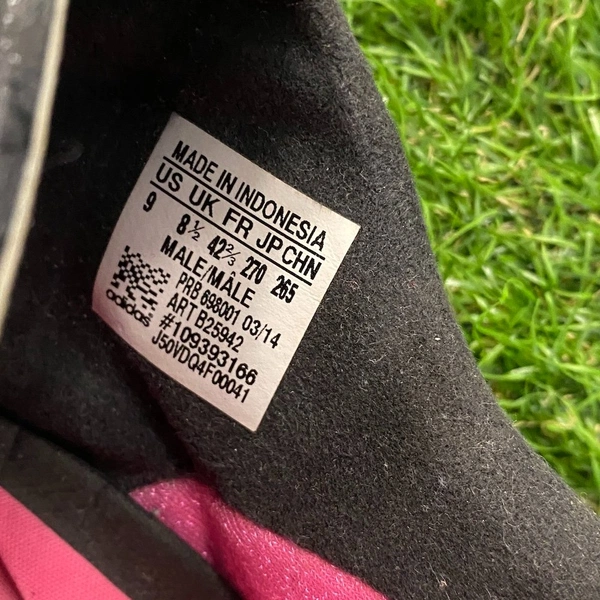 MADE IN INDONESIA
US UK FR JP CHN
9 8½ 42⅔ 270 265
MALE/MÂLE
PRB 698001 03/14
ART B25942
#109393166
J50VDQ4F00041
adidas